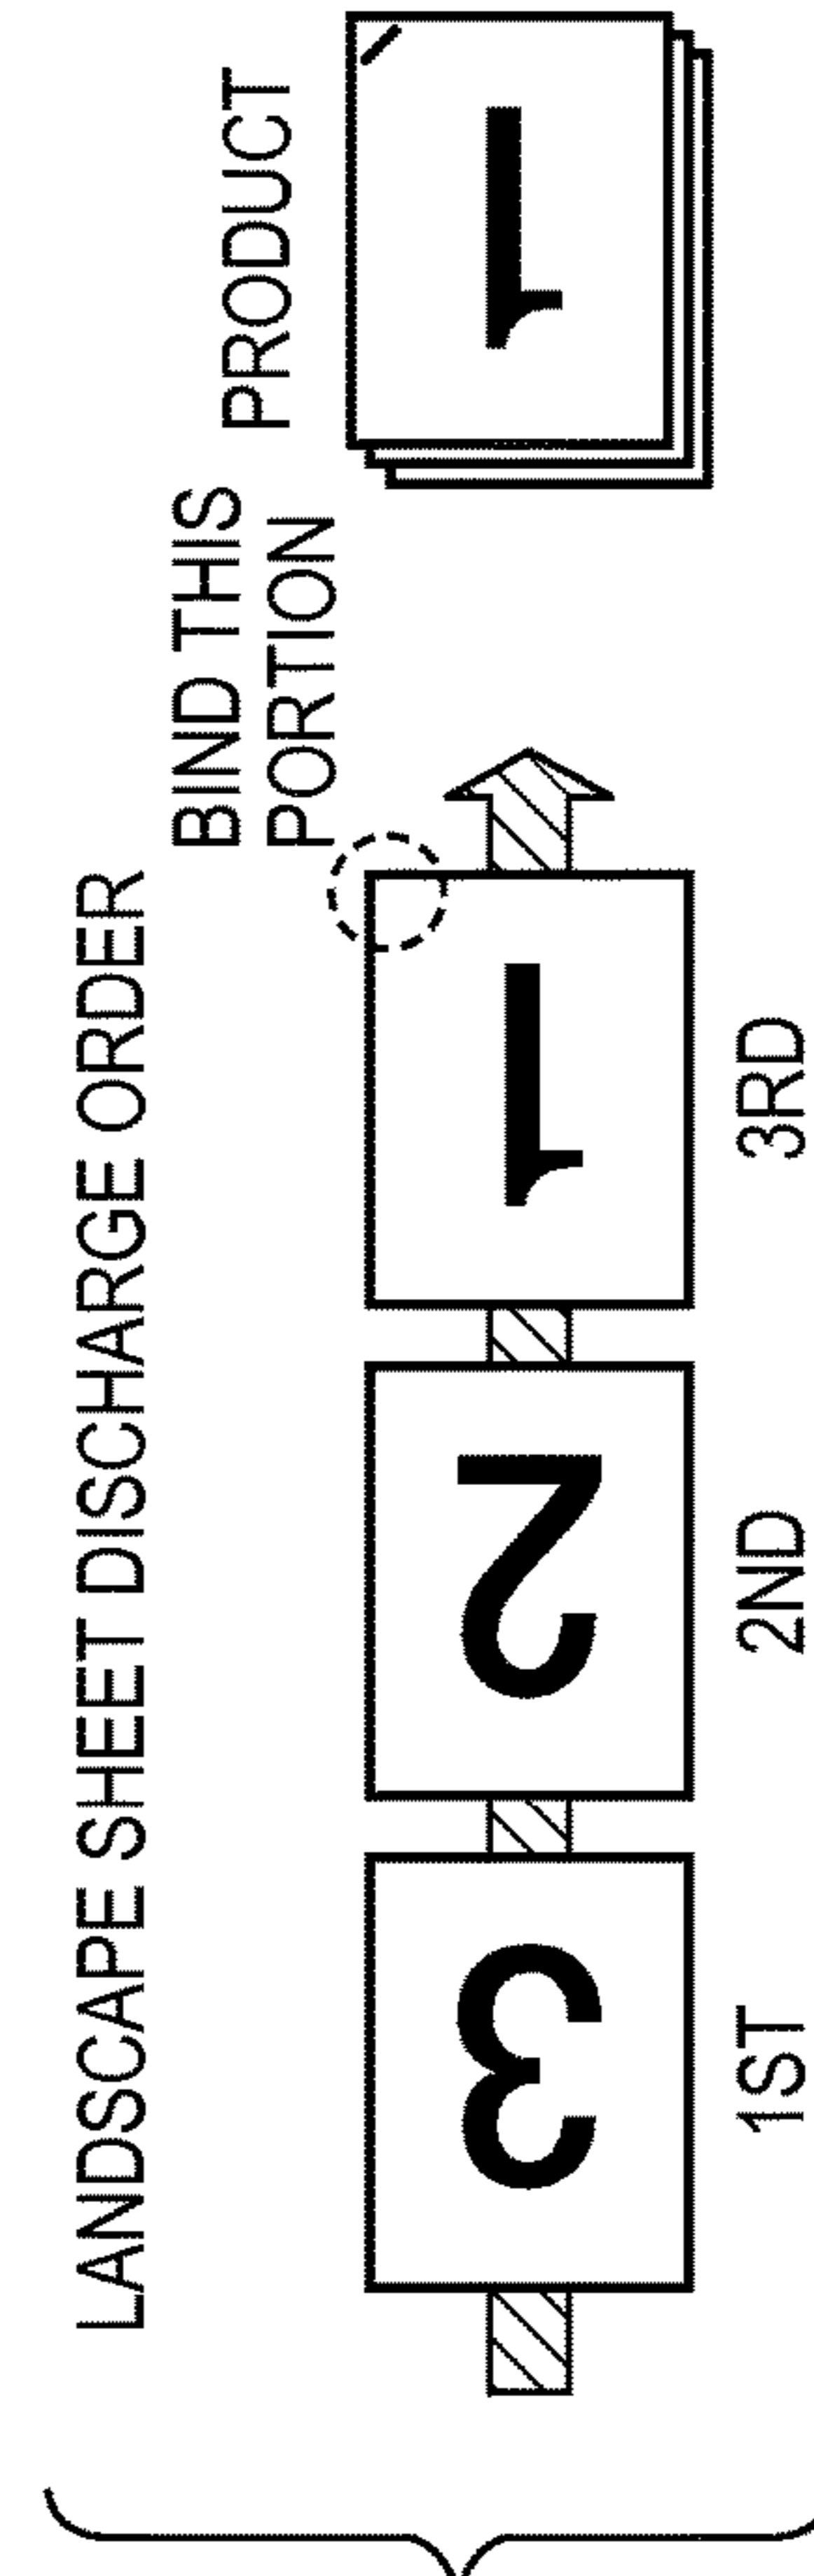 LANDSCAPE SHEET DISCHARGE ORDER
BIND THIS
PORTION
PRODUCT
3
2
1
1
1ST
2ND
3RD